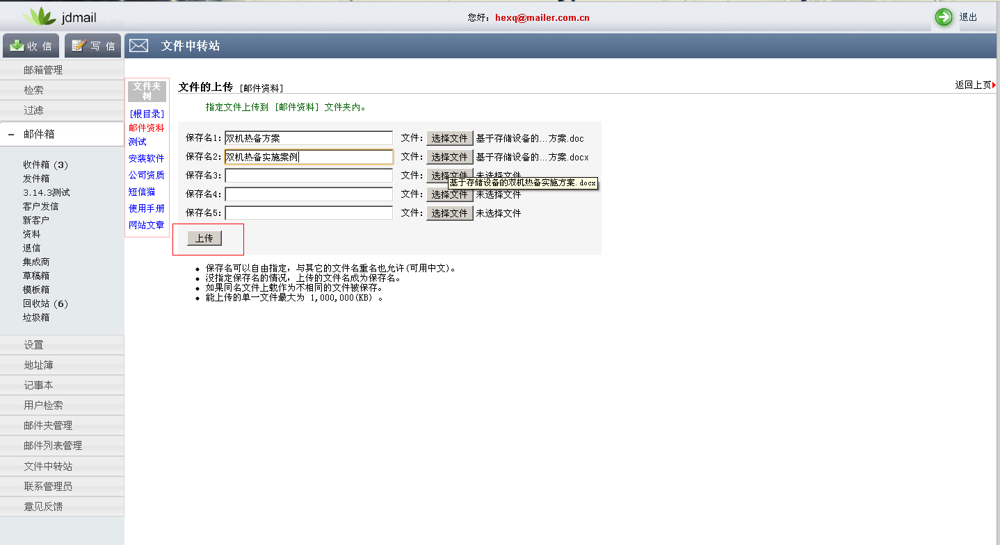 jdmail
您好：hexq@mailer.com.cn
退出
收 信
写 信
文件中转站
邮箱管理
检索
过滤
邮件箱
收件箱 (3)
发件箱
3.14.3测试
客户发信
新客户
资料
退信
集成商
草稿箱
模板箱
回收站 (6)
垃圾箱
设置
地址簿
记事本
用户检索
邮件夹管理
邮件列表管理
文件中转站
联系管理员
意见反馈
文件夹
树
[根目录]
邮件资料
测试
安装软件
公司资质
短信猫
使用手册
网站文章
文件的上传 [邮件资料]
返回上页
指定文件上传到 [邮件资料] 文件夹内。
保存名1: 双机热备方案 文件: 选择文件 基于存储设备的...方案.doc
保存名2: 双机热备实施案例 文件: 选择文件 基于存储设备的...方案.docx
保存名3: 文件: 选择文件 未选择文件
基于存储设备的双机热备实施方案.docx
保存名4: 文件: 选择文件 未选择文件
保存名5: 文件: 选择文件 未选择文件
上传
保存名可以自由指定，与其它的文件名重名也允许(可用中文)。
没指定保存名的情况，上传的文件名成为保存名。
如果同名文件上载作为不相同的文件被保存。
能上传的单一文件最大为 1,000,000(KB) 。